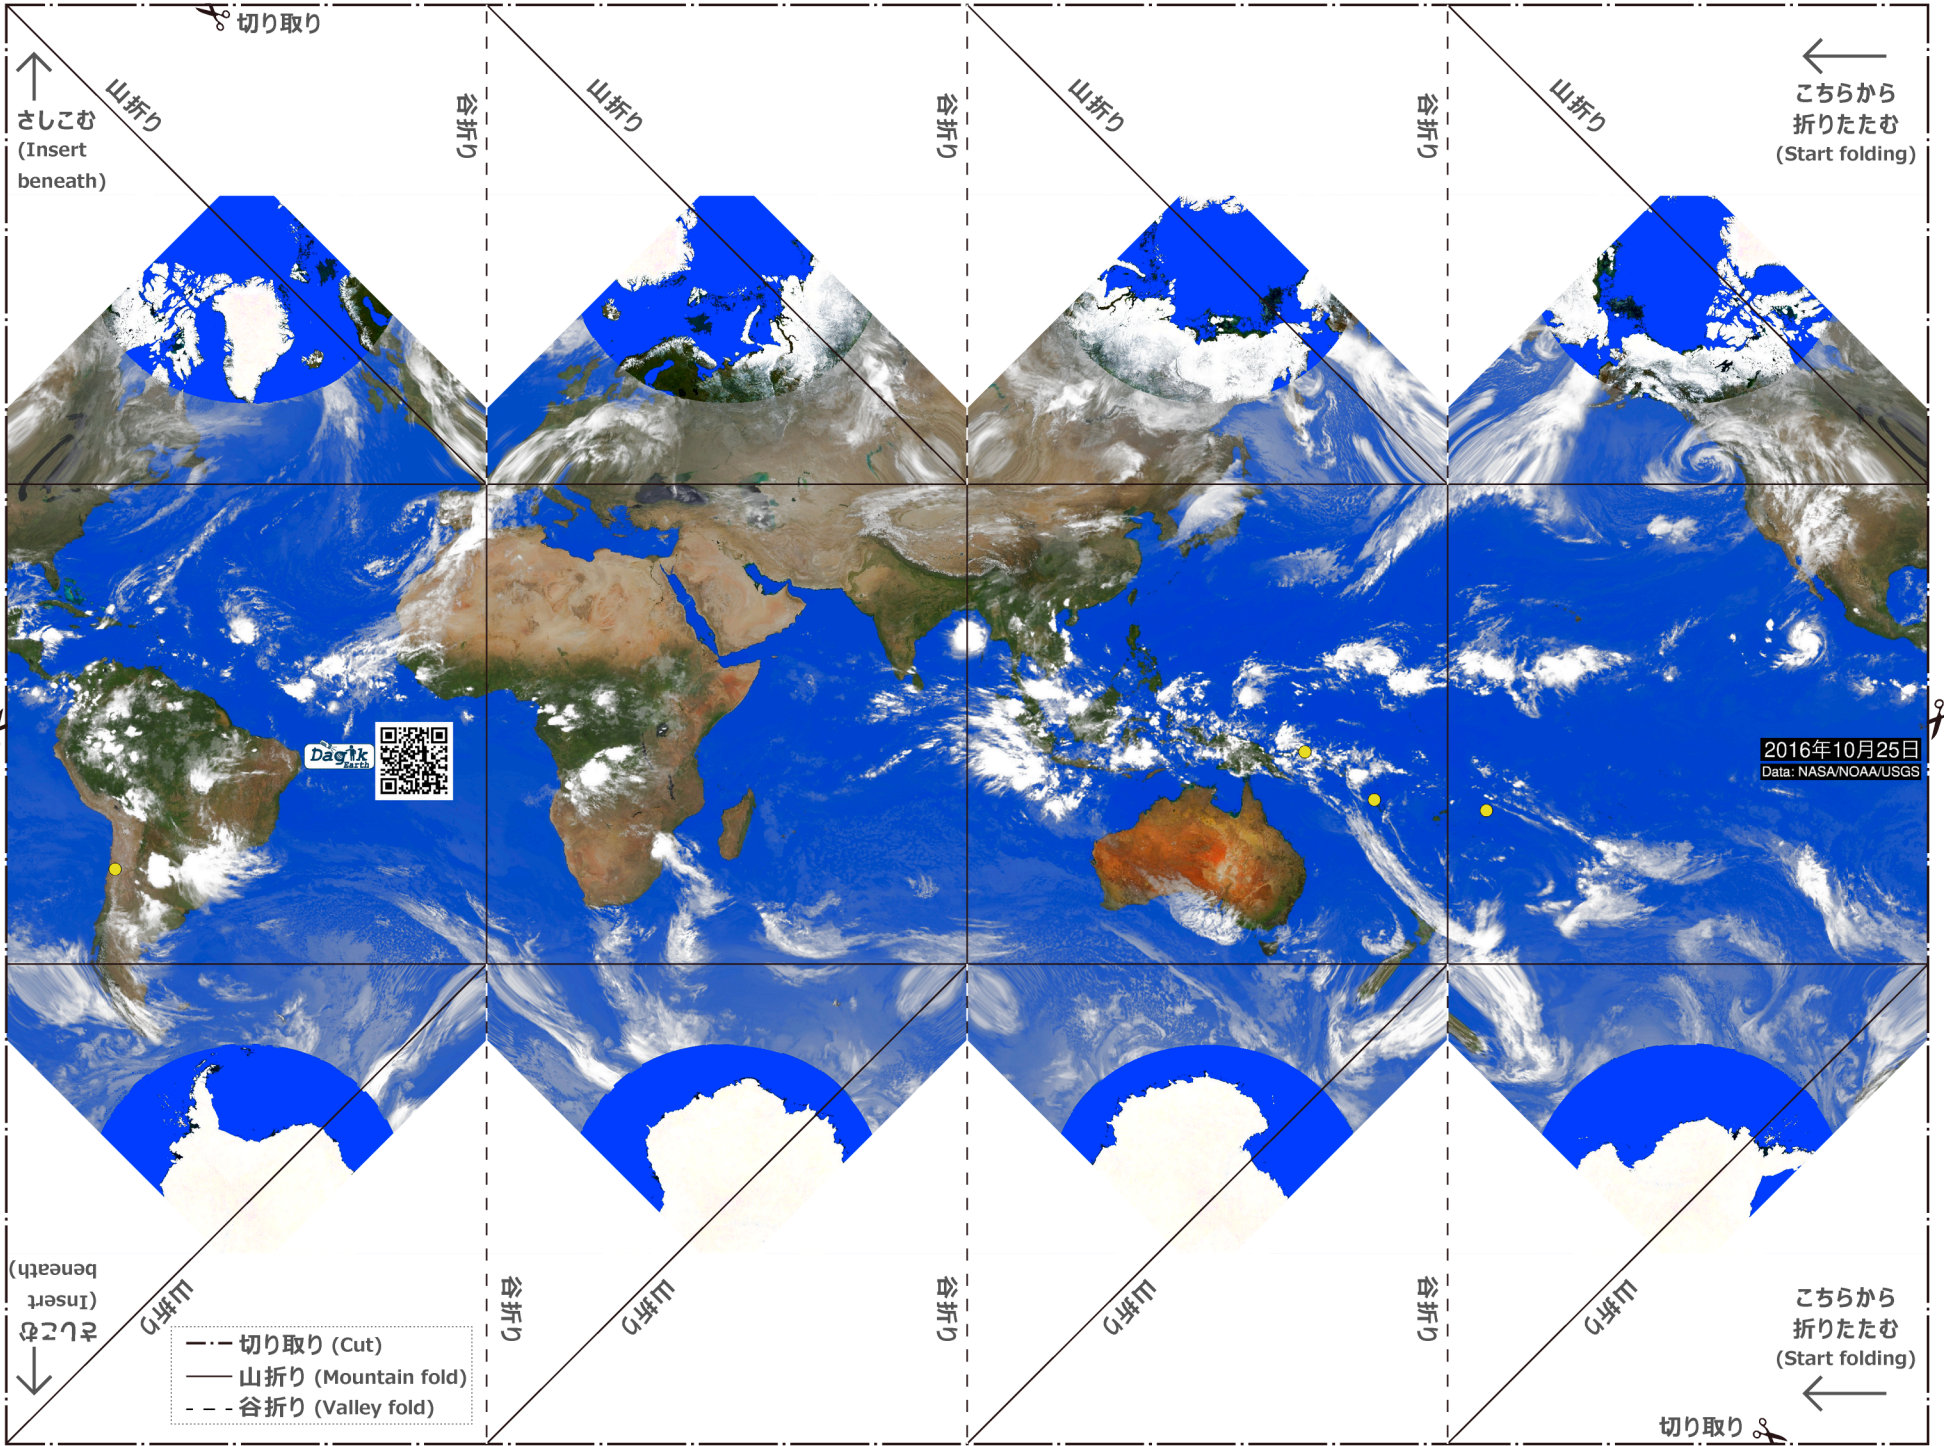 切り取り
山折り
谷折り
山折り
谷折り
山折り
谷折り
山折り
さしこむ
(Insert
beneath)
こちらから
折りたたむ
(Start folding)
Dagik
Earth
2016年10月25日
Data: NASA/NOAA/USGS
さしこむ
(Insert
beneath)
山折り
谷折り
山折り
谷折り
山折り
谷折り
山折り
こちらから
折りたたむ
(Start folding)
切り取り (Cut)
山折り (Mountain fold)
谷折り (Valley fold)
切り取り